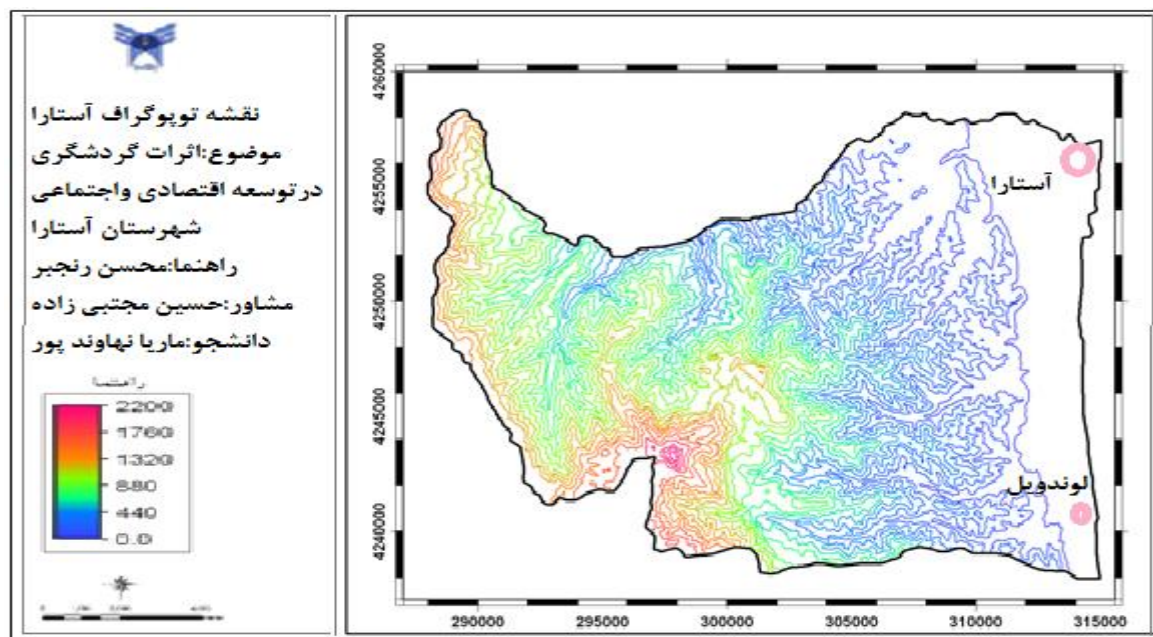 نقشه توپوگراف آستارا
موضوع:اثرات گردشگری
درتوسعه اقتصادی واجتماعی
شهرستان آستارا
راهنما:محسن رنجبر
مشاور:حسین مجتبی زاده
دانشجو:ماریا نهاوند پور
راهنما
2200
1760
1320
880
440
0.0
4260000
4255000
4250000
4245000
4240000
آستارا
لوندویل
290000
295000
300000
305000
310000
315000